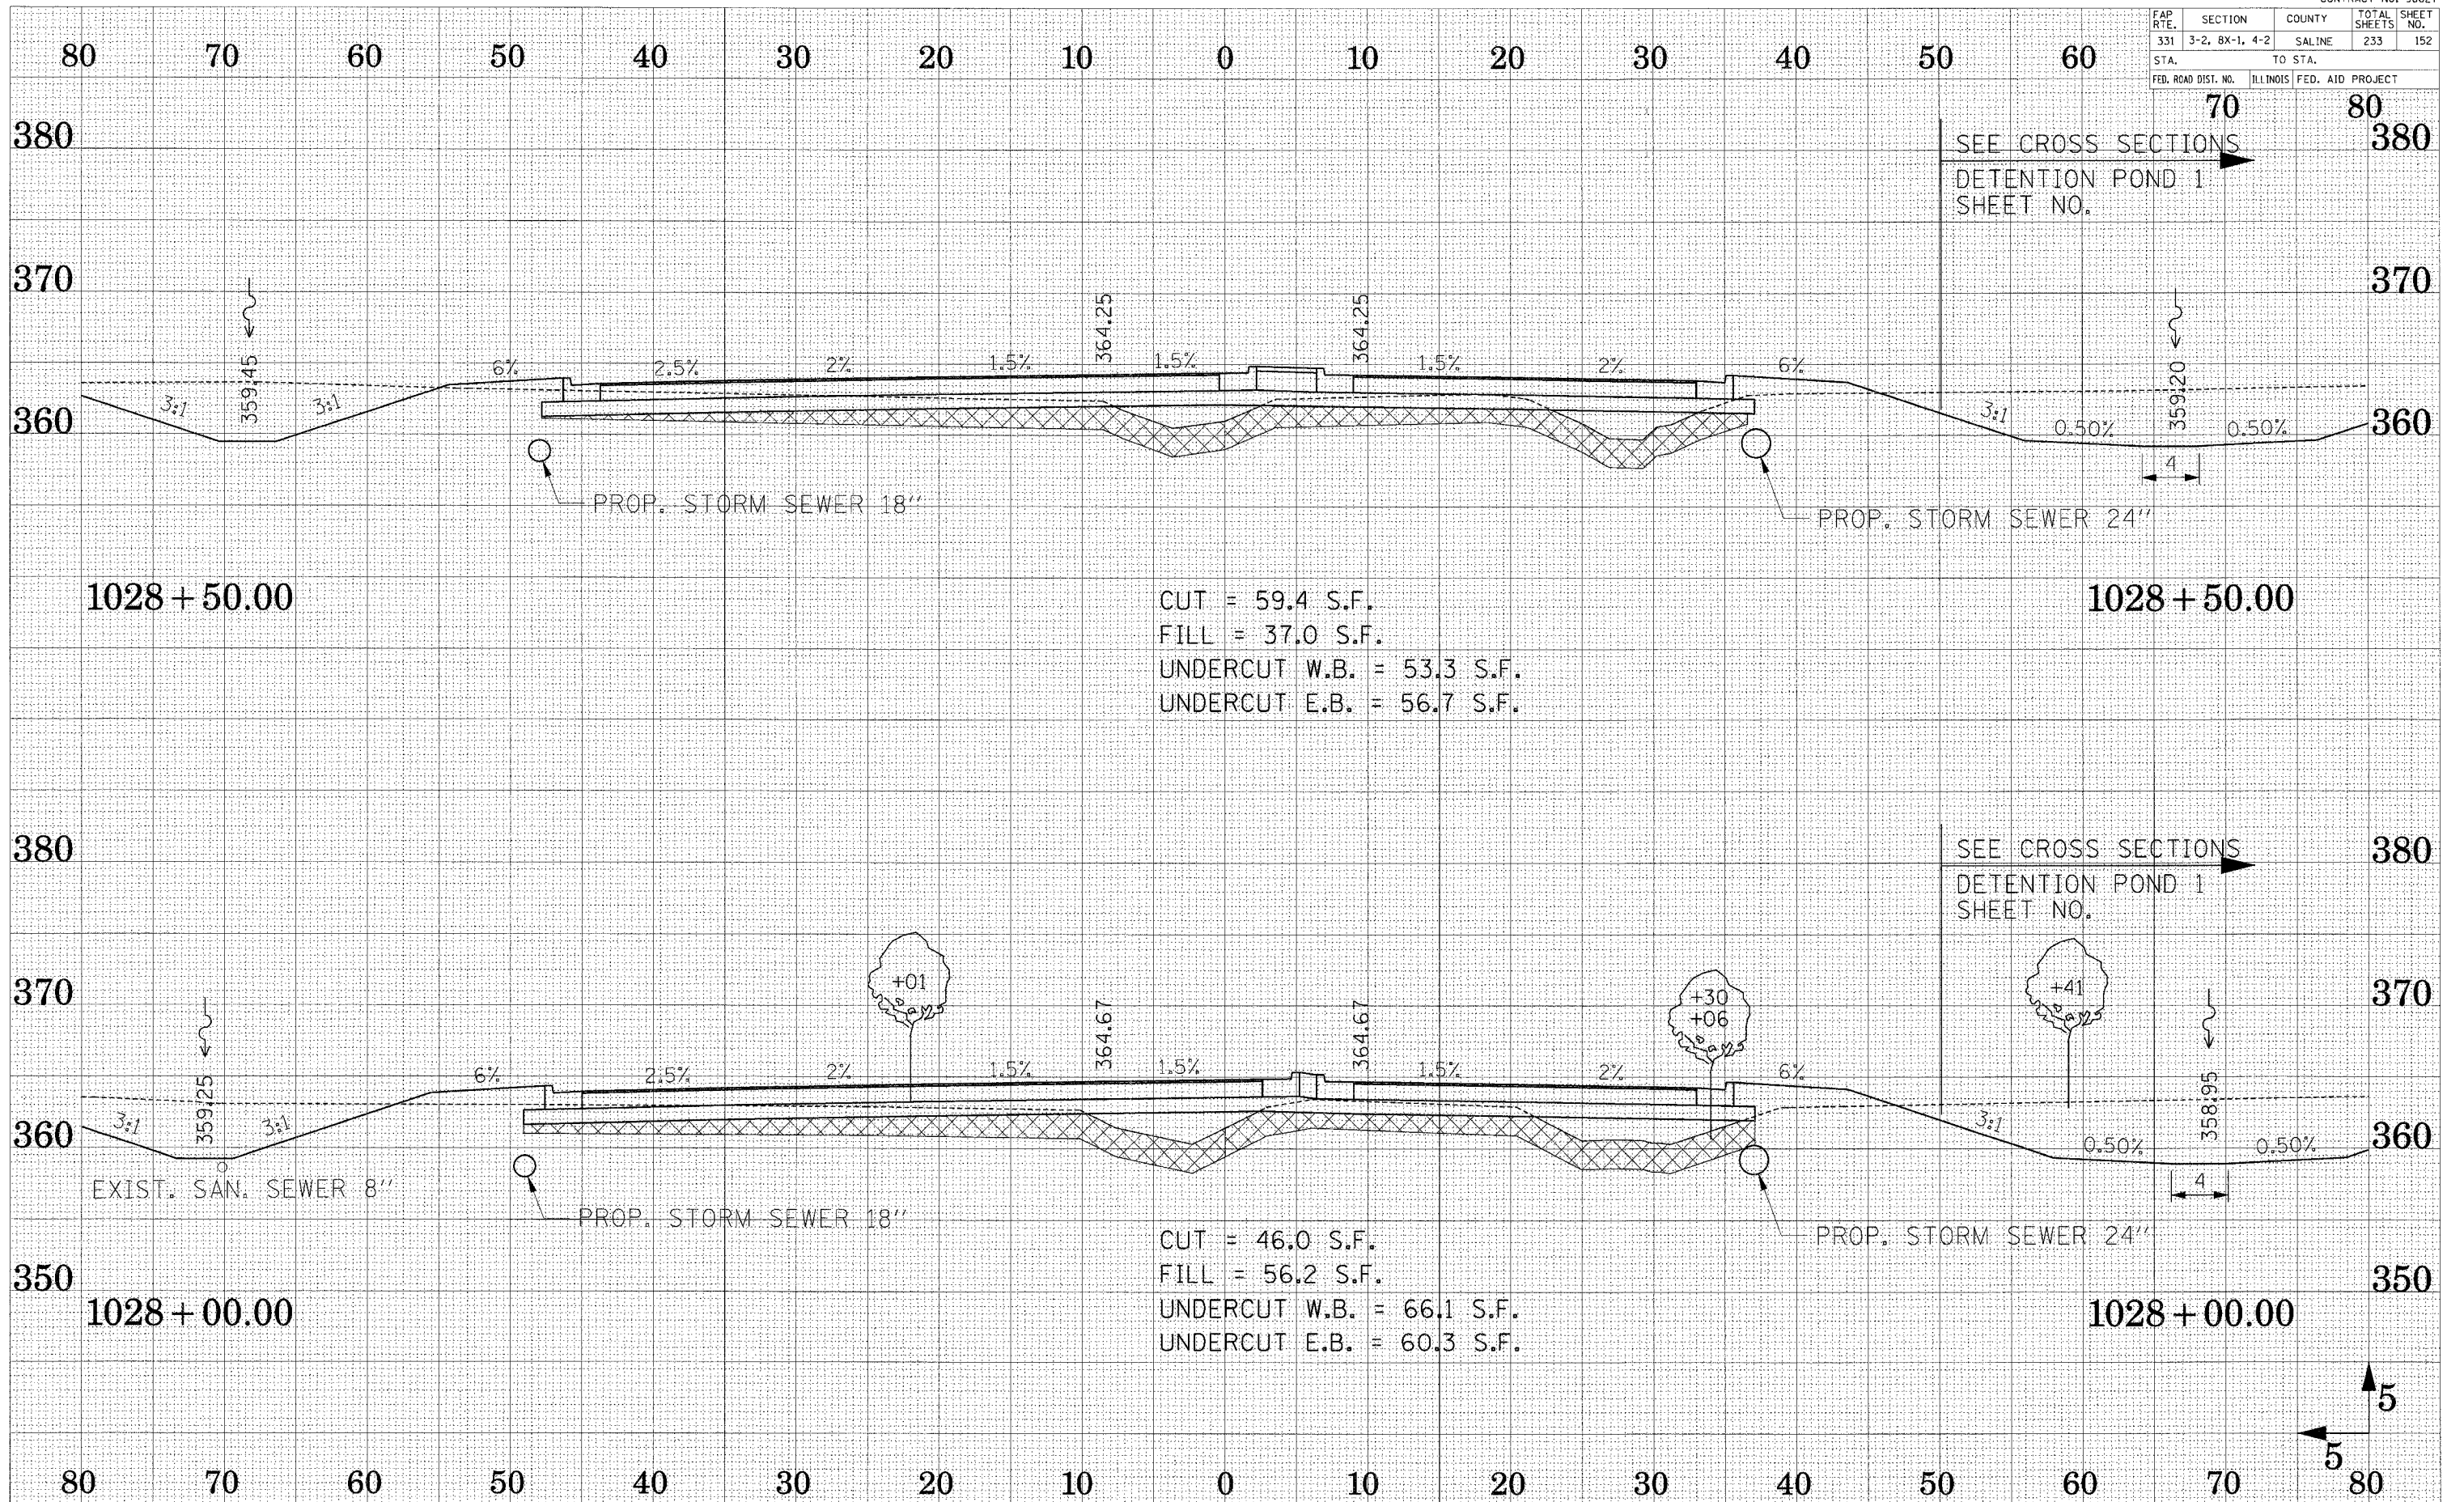 FAP RTE. SECTION COUNTY TOTAL SHEETS SHEET NO.
331 3-2, 8X-1, 4-2 SALINE 233 152
STA. TO STA.
FED. ROAD DIST. NO. ILLINOIS FED. AID PROJECT
80 70 60 50 40 30 20 10 0 10 20 30 40 50 60
70 80
380 380
SEE CROSS SECTIONS
DETENTION POND 1
SHEET NO.
370 370
359.45
364.25
364.25
359.20
3:1 3:1 6% 2.5% 2% 1.5% 1.5% 1.5% 2% 6% 3:1 0.50% 0.50%
360 360
4
PROP. STORM SEWER 18"
PROP. STORM SEWER 24"
1028+50.00 1028+50.00
CUT = 59.4 S.F.
FILL = 37.0 S.F.
UNDERCUT W.B. = 53.3 S.F.
UNDERCUT E.B. = 56.7 S.F.
380 380
SEE CROSS SECTIONS
DETENTION POND 1
SHEET NO.
370 370
+01
+30
+06
+41
359.25
364.67
364.67
358.95
3:1 3:1 6% 2.5% 2% 1.5% 1.5% 1.5% 2% 6% 3:1 0.50% 0.50%
360 360
4
EXIST. SAN. SEWER 8"
PROP. STORM SEWER 18"
PROP. STORM SEWER 24"
350 350
1028+00.00 1028+00.00
CUT = 46.0 S.F.
FILL = 56.2 S.F.
UNDERCUT W.B. = 66.1 S.F.
UNDERCUT E.B. = 60.3 S.F.
5
5
80 70 60 50 40 30 20 10 0 10 20 30 40 50 60 70 80